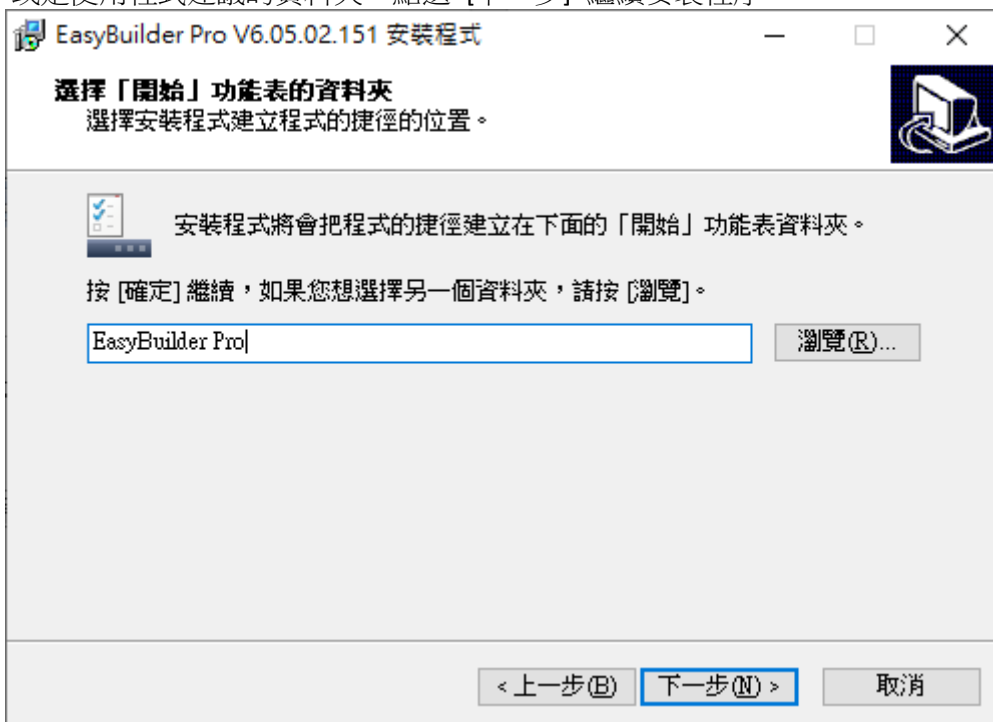 EasyBuilder Pro V6.05.02.151 安裝程式
選擇「開始」功能表的資料夾
選擇安裝程式建立程式的捷徑的位置。
安裝程式將會把程式的捷徑建立在下面的「開始」功能表資料夾。
按 [確定] 繼續，如果您想選擇另一個資料夾，請按 [瀏覽]。
EasyBuilder Pro
瀏覽(R)...
<上一步(B)
下一步(N) >
取消